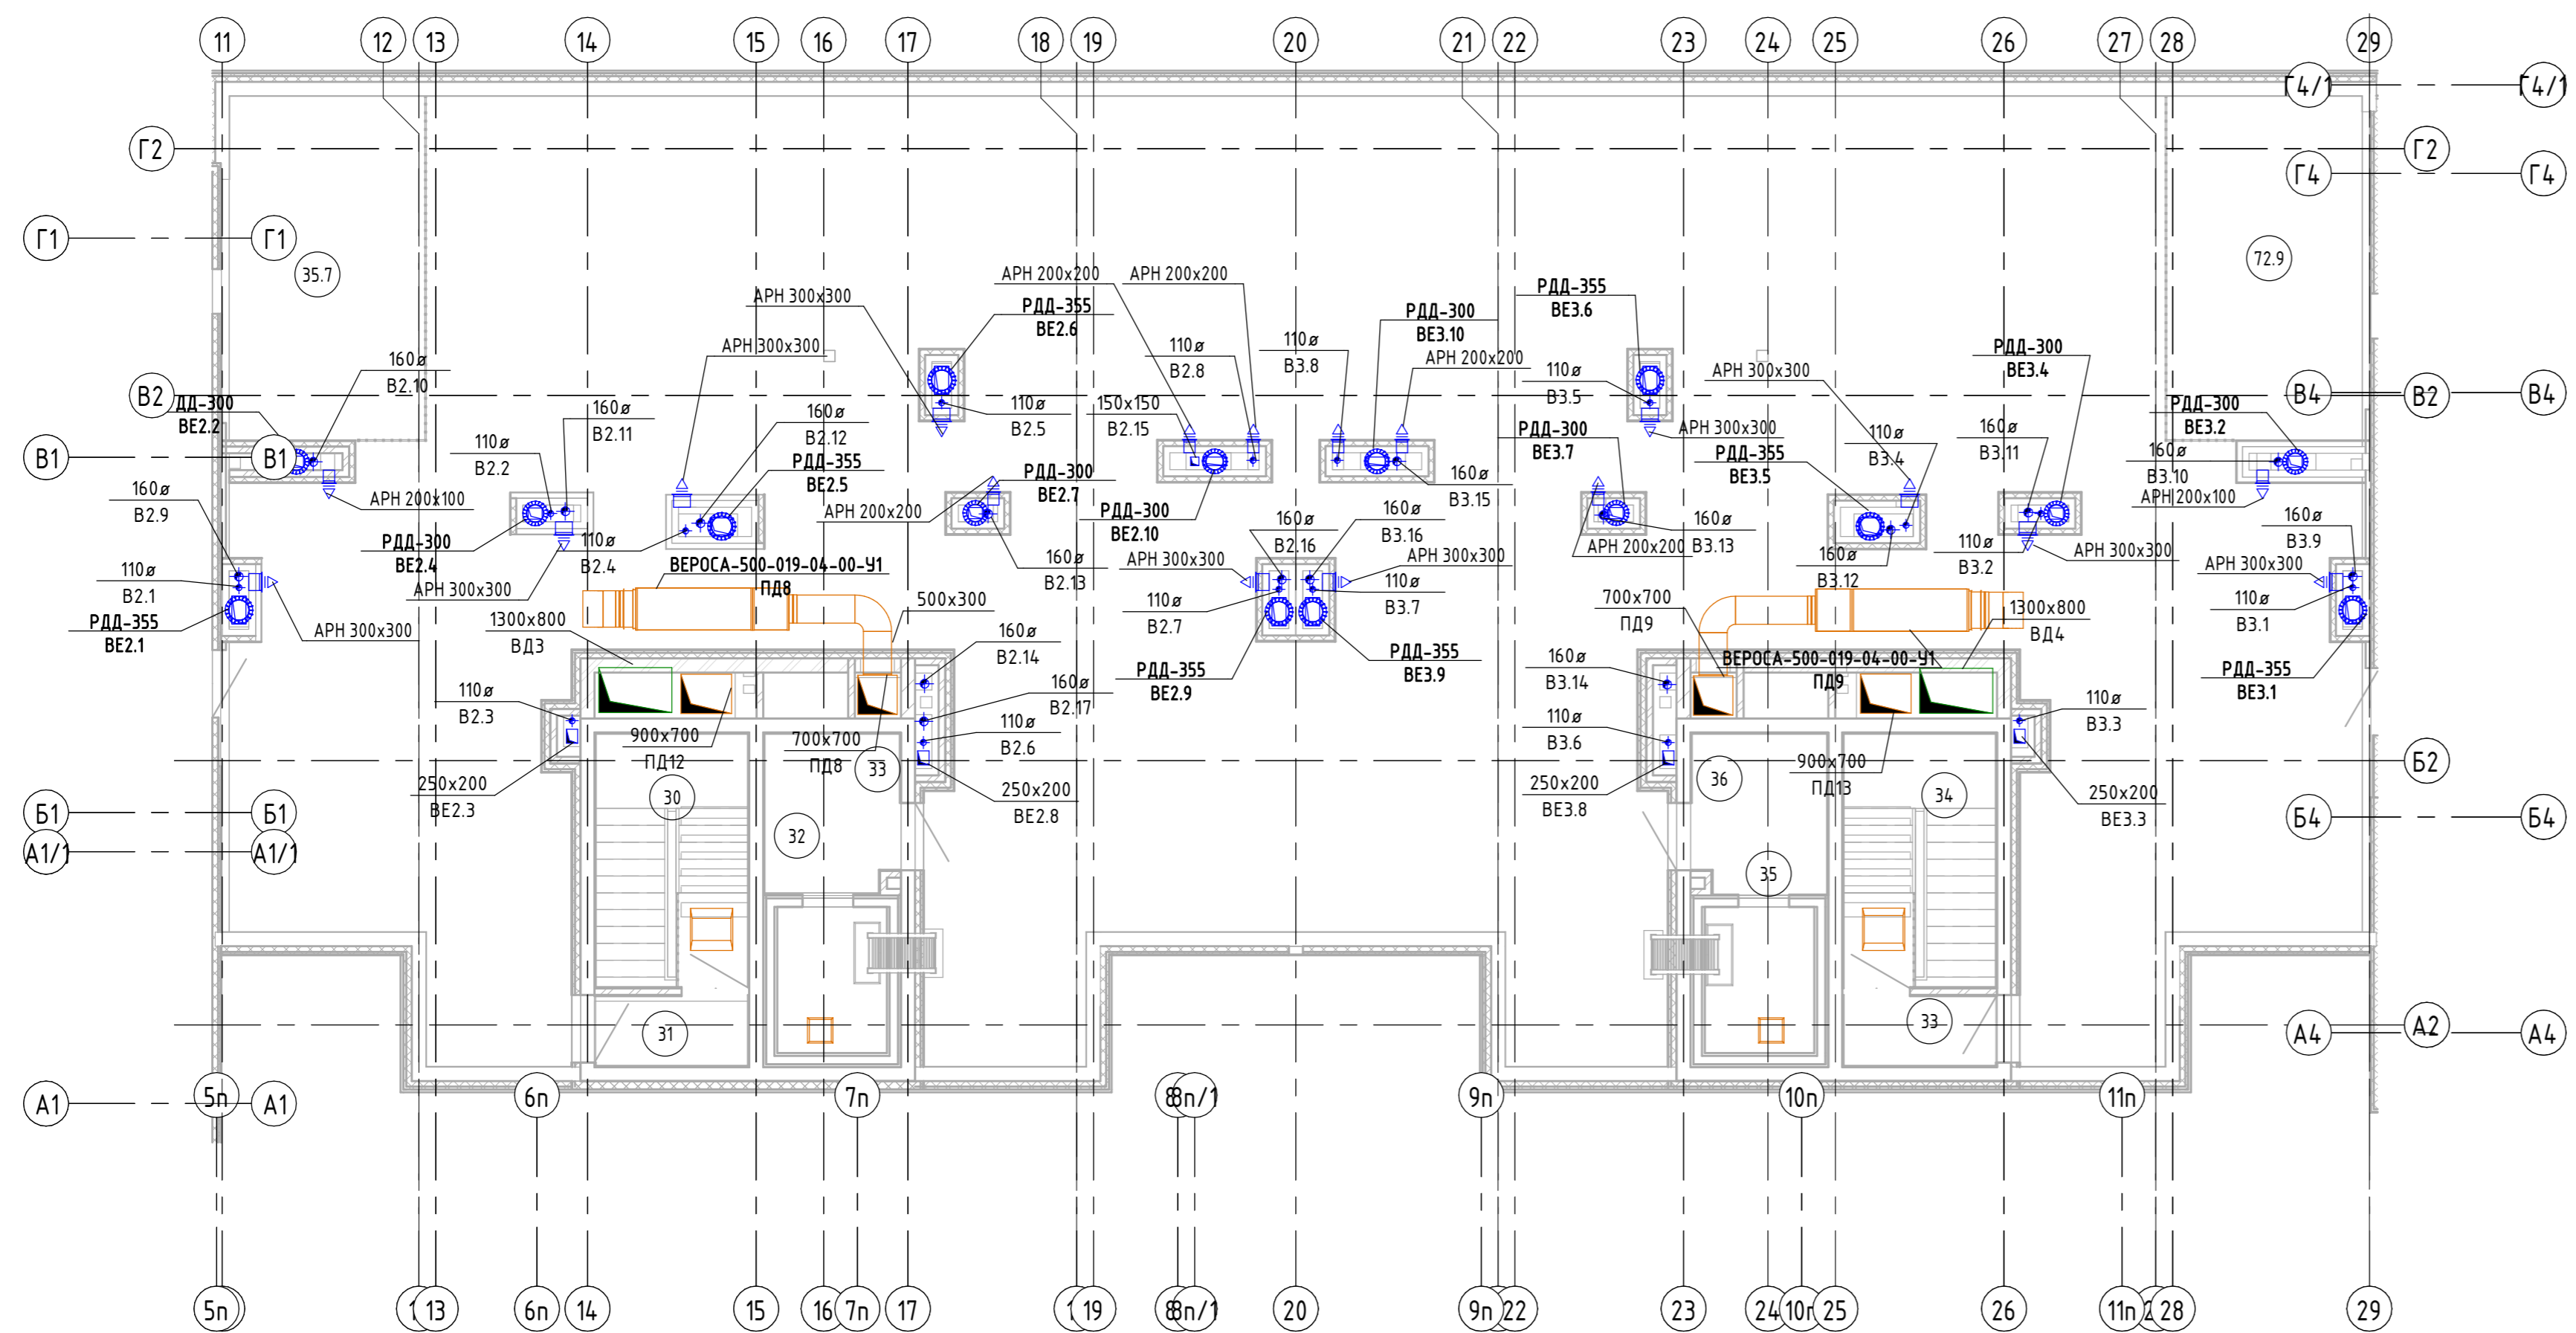 11
12
13
14
15
16
17
18
19
20
21
22
23
24
25
26
27
28
29
Г4/1
Г4/1
Г2
Г2
Г4
Г4
Г1
Г1
35.7
72.9
АРН 200х200
АРН 200х200
АРН 300х300
РДД-355
ВЕ2.6
РДД-300
ВЕ3.10
РДД-355
ВЕ3.6
АРН 300х300
160ø
В2.10
110ø
В2.8
110ø
В3.8
АРН 200х200
110ø
В3.5
АРН 300х300
РДД-300
ВЕ3.4
В2
ДД-300
ВЕ2.2
В4
В2
В4
160ø
В2.11
160ø
В2.12
110ø
В2.5
150х150
В2.15
АРН 300х300
РДД-300
ВЕ3.7
110ø
В3.4
160ø
В3.11
РДД-300
ВЕ3.2
В1
В1
110ø
В2.2
РДД-355
ВЕ2.5
РДД-300
ВЕ2.7
160ø
В3.15
РДД-355
ВЕ3.5
160ø
В3.10
АРН 200х100
160ø
В2.9
АРН 200х100
АРН 200х200
РДД-300
ВЕ2.10
160ø
В2.16
160ø
В3.16
160ø
В3.13
АРН 200х200
160ø
В3.9
РДД-300
ВЕ2.4
110ø
В2.4
АРН 300х300
АРН 300х300
160ø
В3.12
110ø
В3.2
АРН 300х300
АРН 300х300
110ø
В2.1
АРН 300х300
ВЕРОСА-500-019-04-00-У1
ПД8
160ø
В2.13
110ø
В3.7
500х300
700х700
ПД9
1300х800
ВД4
110ø
В3.1
РДД-355
ВЕ2.1
АРН 300х300
1300х800
ВД3
110ø
В2.7
160ø
В2.14
РДД-355
ВЕ2.9
РДД-355
ВЕ3.9
160ø
В3.14
ВЕРОСА-500-019-04-00-У1
ПД9
РДД-355
ВЕ3.1
110ø
В2.3
160ø
В2.17
110ø
В2.6
110ø
В3.6
110ø
В3.3
900х700
ПД12
700х700
ПД8
33
900х700
ПД13
Б2
250х200
ВЕ2.3
30
250х200
ВЕ2.8
250х200
ВЕ3.8
36
34
250х200
ВЕ3.3
Б1
Б1
32
Б4
Б4
А1/1
А1/1
35
31
33
А4
А2
А4
А1
А1
5п
6п
7п
8п/1
9п
10п
11п
5п
13
6п
14
15
16
7п
17
19
8п/1
20
9п
22
23
24
10п
25
26
11п
28
29